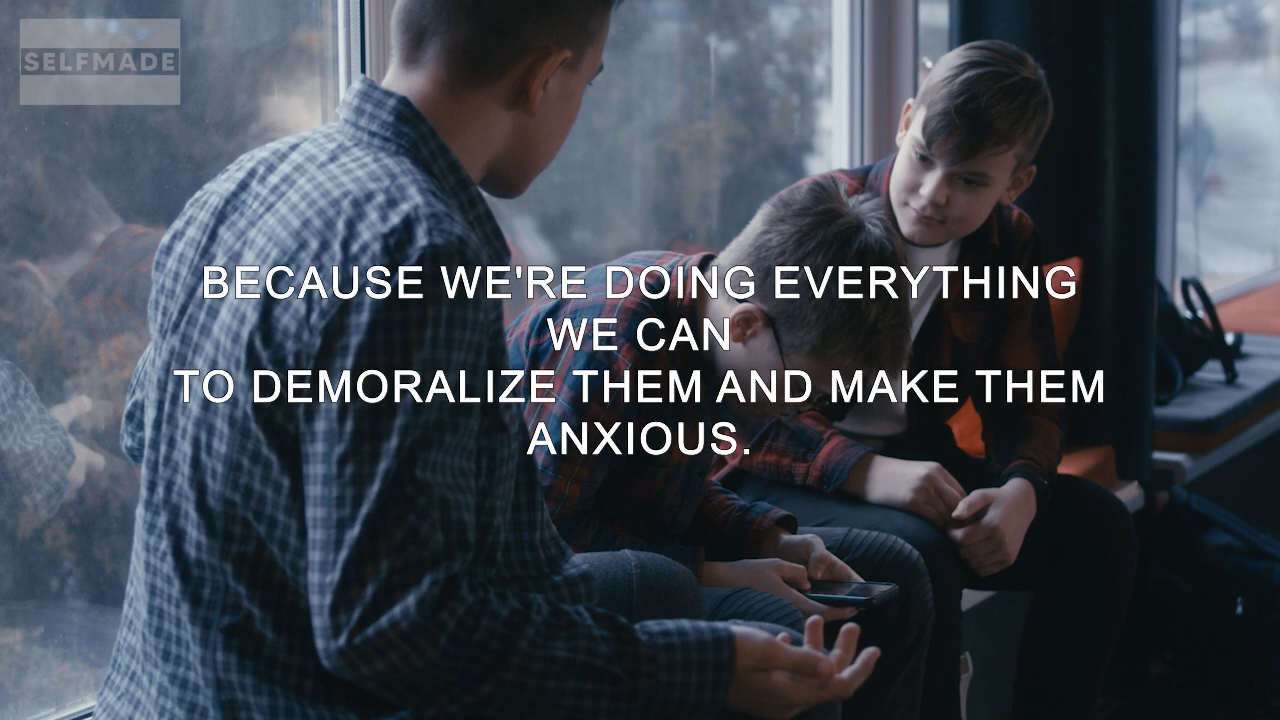 SELFMADE
BECAUSE WE'RE DOING EVERYTHING
WE CAN
TO DEMORALIZE THEM AND MAKE THEM
ANXIOUS.